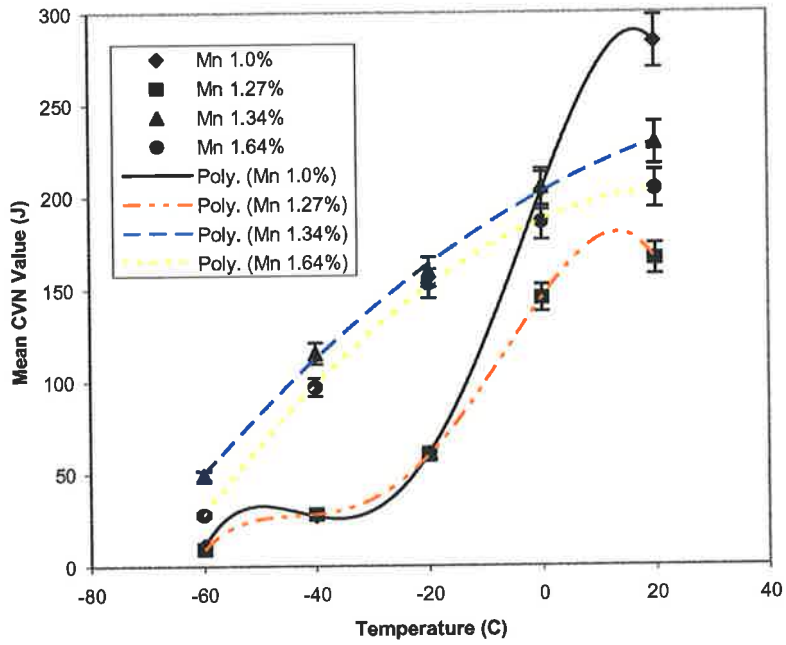 300
250
200
150
100
50
0
Mean CVN Value (J)
Mn 1.0%
Mn 1.27%
Mn 1.34%
Mn 1.64%
Poly. (Mn 1.0%)
Poly. (Mn 1.27%)
Poly. (Mn 1.34%)
Poly. (Mn 1.64%)
-80 -60 -40 -20 0 20 40
Temperature (C)